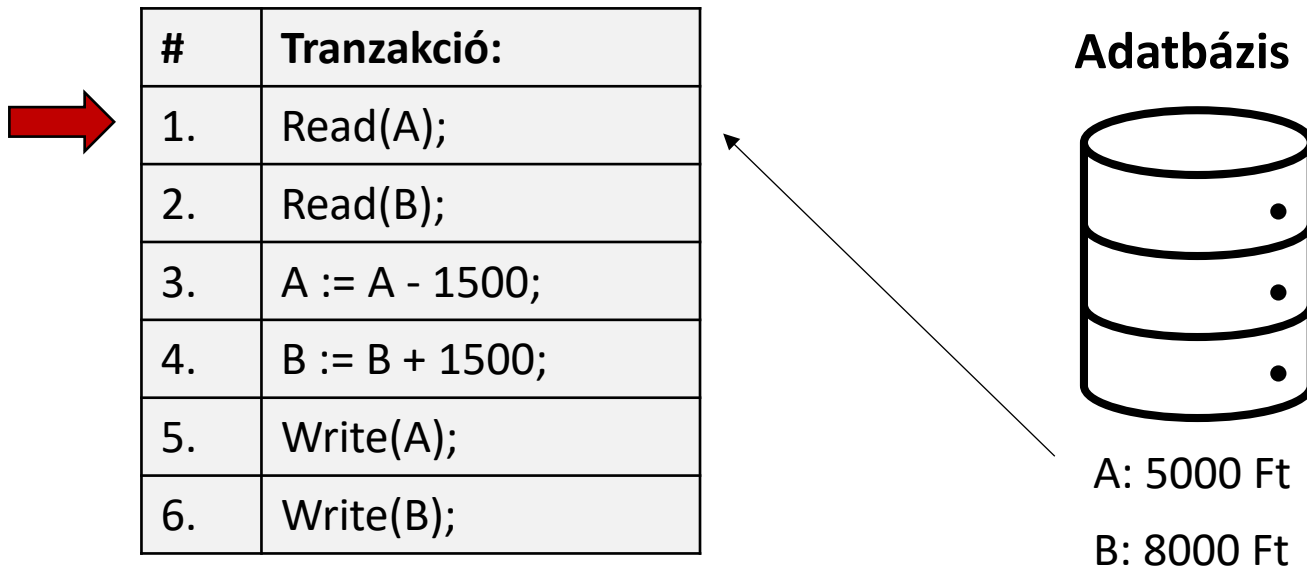 # Tranzakció:
1. Read(A);
2. Read(B);
3. A := A - 1500;
4. B := B + 1500;
5. Write(A);
6. Write(B);
Adatbázis
A: 5000 Ft
B: 8000 Ft